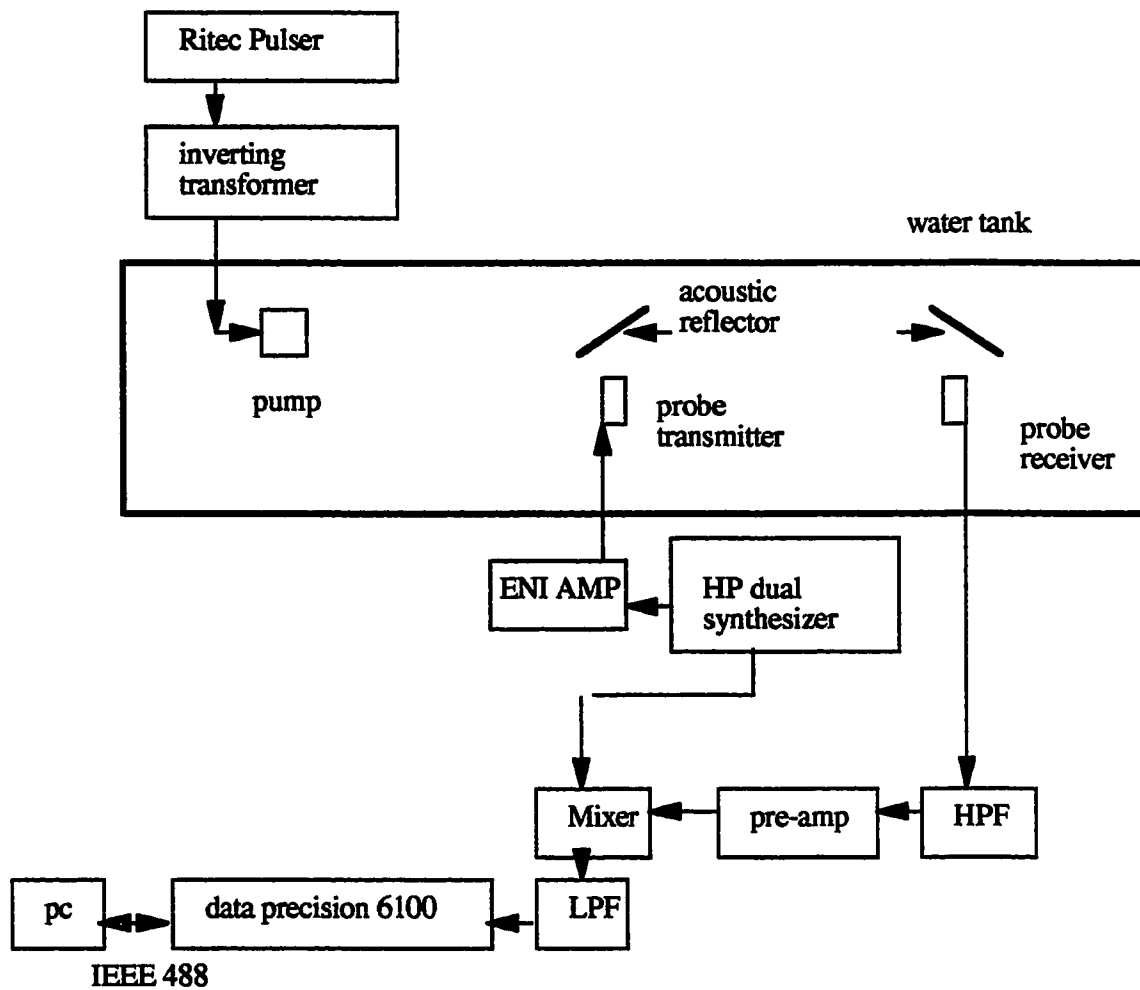 Ritec Pulser
inverting
transformer
water tank
acoustic
reflector
pump
probe
transmitter
probe
receiver
ENI AMP
HP dual
synthesizer
Mixer
pre-amp
HPF
pc
data precision 6100
LPF
IEEE 488